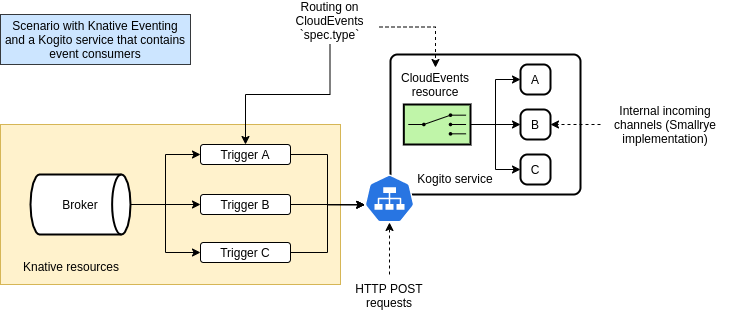 Scenario with Knative Eventing
and a Kogito service that contains
event consumers
Routing on
CloudEvents
`spec.type`
CloudEvents
resource
A
B
C
Internal incoming
channels (Smallrye
implementation)
Kogito service
Trigger A
Broker
Trigger B
Trigger C
Knative resources
HTTP POST
requests